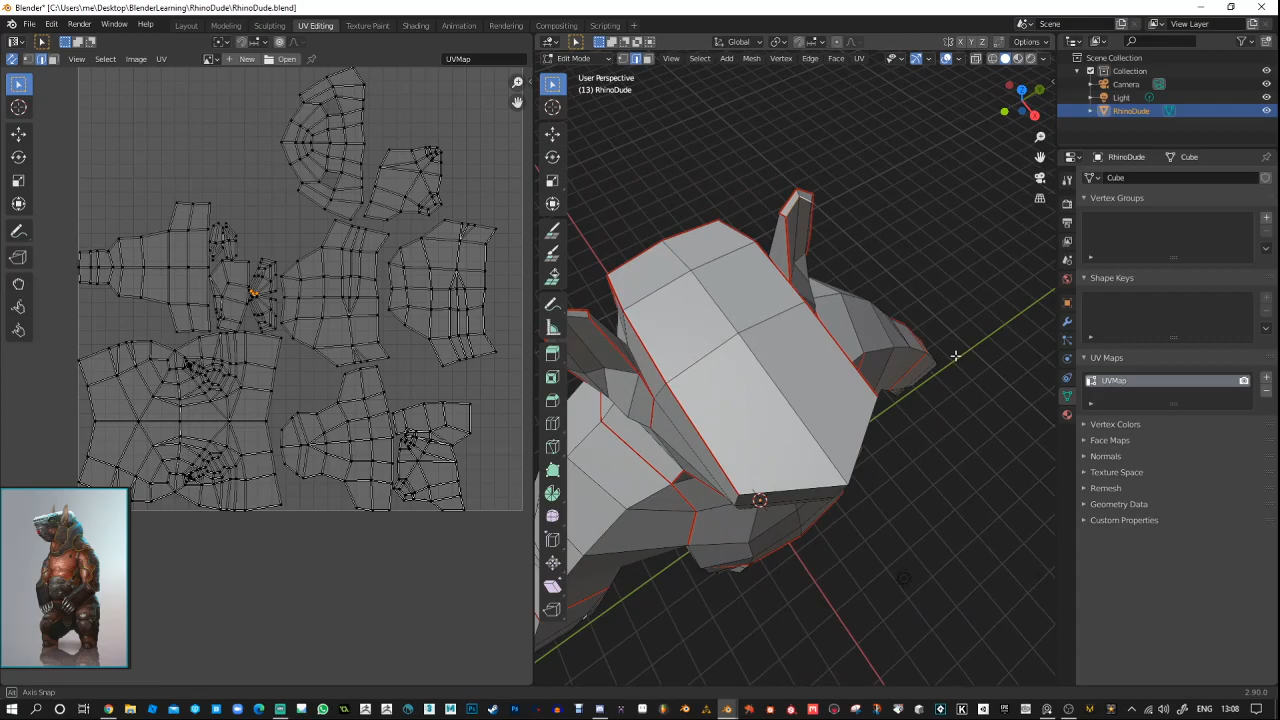 Blender* [C:\Users\me\Desktop\BlenderLearning\RhinoDude\RhinoDude.blend]
File Edit Render Window Help Layout Modeling Sculpting UV Editing Texture Paint Shading Animation Rendering Compositing Scripting + Scene View Layer
Global Options
View Select Image UV New Open UVMap Edit Mode View Select Add Mesh Vertex Edge Face UV
X Y Z
User Perspective
(13) RhinoDude
Scene Collection
Collection
Camera
Light
RhinoDude
RhinoDude Cube
Cube
Vertex Groups
Shape Keys
UV Maps
UVMap
Vertex Colors
Face Maps
Normals
Texture Space
Remesh
Geometry Data
Custom Properties
Alt Axis Snap 2.90.0
ENG 13:08